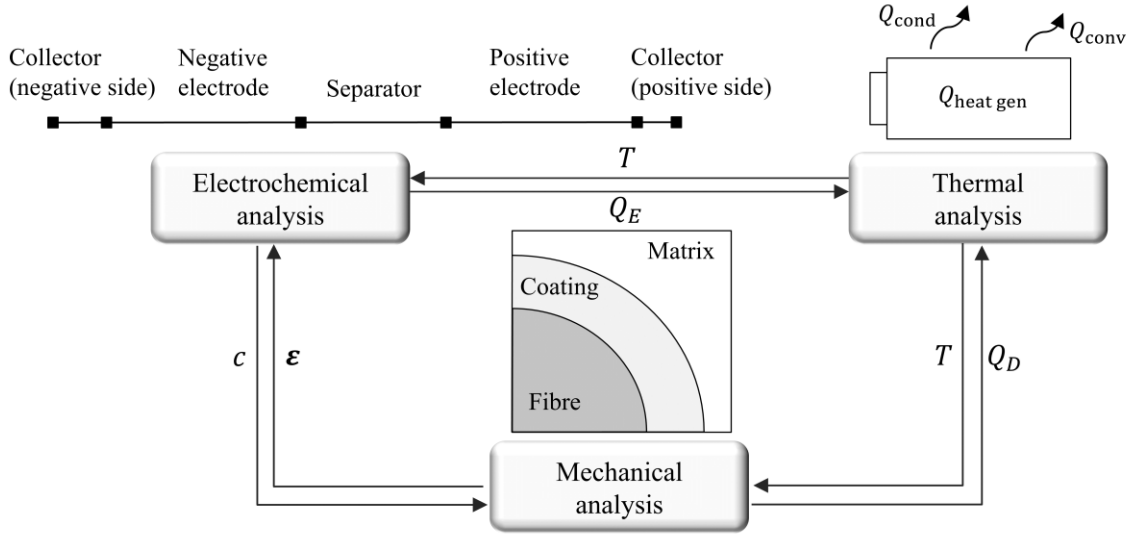 Collector
(negative side)
Negative
electrode
Separator
Positive
electrode
Collector
(positive side)
Q_cond
Q_conv
Q_heat gen
Electrochemical
analysis
T
Q_E
Thermal
analysis
Matrix
Coating
Fibre
c
ε
T
Q_D
Mechanical
analysis